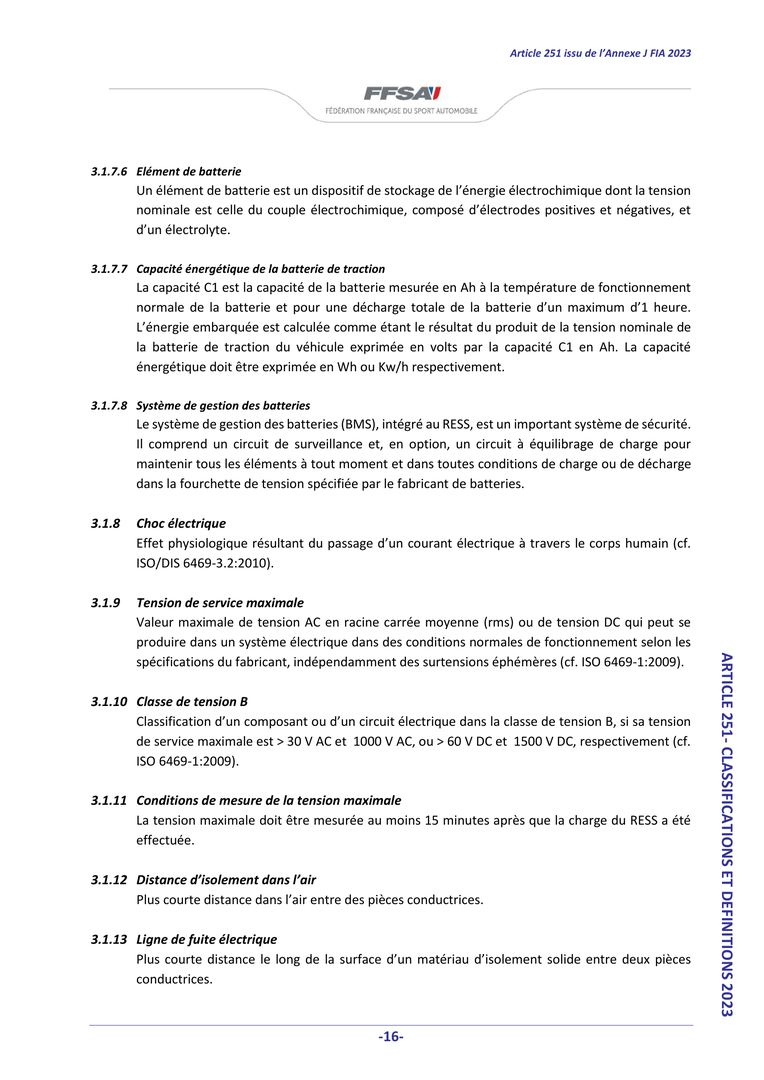 Article 251 issu de l'Annexe J FIA 2023
FFSA
FÉDÉRATION FRANÇAISE DU SPORT AUTOMOBILE
3.1.7.6 Elément de batterie
Un élément de batterie est un dispositif de stockage de l'énergie électrochimique dont la tension
nominale est celle du couple électrochimique, composé d'électrodes positives et négatives, et
d'un électrolyte.
3.1.7.7 Capacité énergétique de la batterie de traction
La capacité C1 est la capacité de la batterie mesurée en Ah à la température de fonctionnement
normale de la batterie et pour une décharge totale de la batterie d'un maximum d'1 heure.
L'énergie embarquée est calculée comme étant le résultat du produit de la tension nominale de
la batterie de traction du véhicule exprimée en volts par la capacité C1 en Ah. La capacité
énergétique doit être exprimée en Wh ou Kw/h respectivement.
3.1.7.8 Système de gestion des batteries
Le système de gestion des batteries (BMS), intégré au RESS, est un important système de sécurité.
Il comprend un circuit de surveillance et, en option, un circuit à équilibrage de charge pour
maintenir tous les éléments à tout moment et dans toutes conditions de charge ou de décharge
dans la fourchette de tension spécifiée par le fabricant de batteries.
3.1.8 Choc électrique
Effet physiologique résultant du passage d'un courant électrique à travers le corps humain (cf.
ISO/DIS 6469-3.2:2010).
3.1.9 Tension de service maximale
Valeur maximale de tension AC en racine carrée moyenne (rms) ou de tension DC qui peut se
produire dans un système électrique dans des conditions normales de fonctionnement selon les
spécifications du fabricant, indépendamment des surtensions éphémères (cf. ISO 6469-1:2009).
3.1.10 Classe de tension B
Classification d'un composant ou d'un circuit électrique dans la classe de tension B, si sa tension
de service maximale est > 30 V AC et 1000 V AC, ou > 60 V DC et 1500 V DC, respectivement (cf.
ISO 6469-1:2009).
3.1.11 Conditions de mesure de la tension maximale
La tension maximale doit être mesurée au moins 15 minutes après que la charge du RESS a été
effectuée.
3.1.12 Distance d'isolement dans l'air
Plus courte distance dans l'air entre des pièces conductrices.
3.1.13 Ligne de fuite électrique
Plus courte distance le long de la surface d'un matériau d'isolement solide entre deux pièces
conductrices.
ARTICLE 251- CLASSIFICATIONS ET DEFINITIONS 2023
-16-